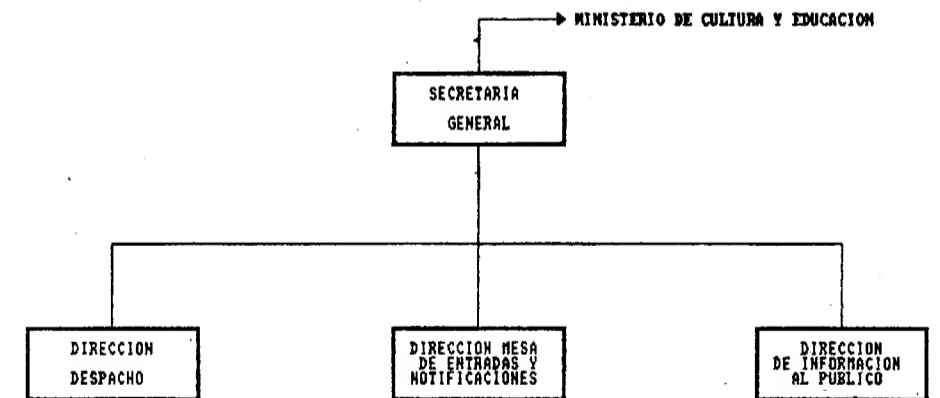 MINISTERIO DE CULTURA Y EDUCACION
SECRETARIA
GENERAL
DIRECCION
DESPACHO
DIRECCION MESA
DE ENTRADAS Y
NOTIFICACIONES
DIRECCION
DE INFORMACION
AL PUBLICO